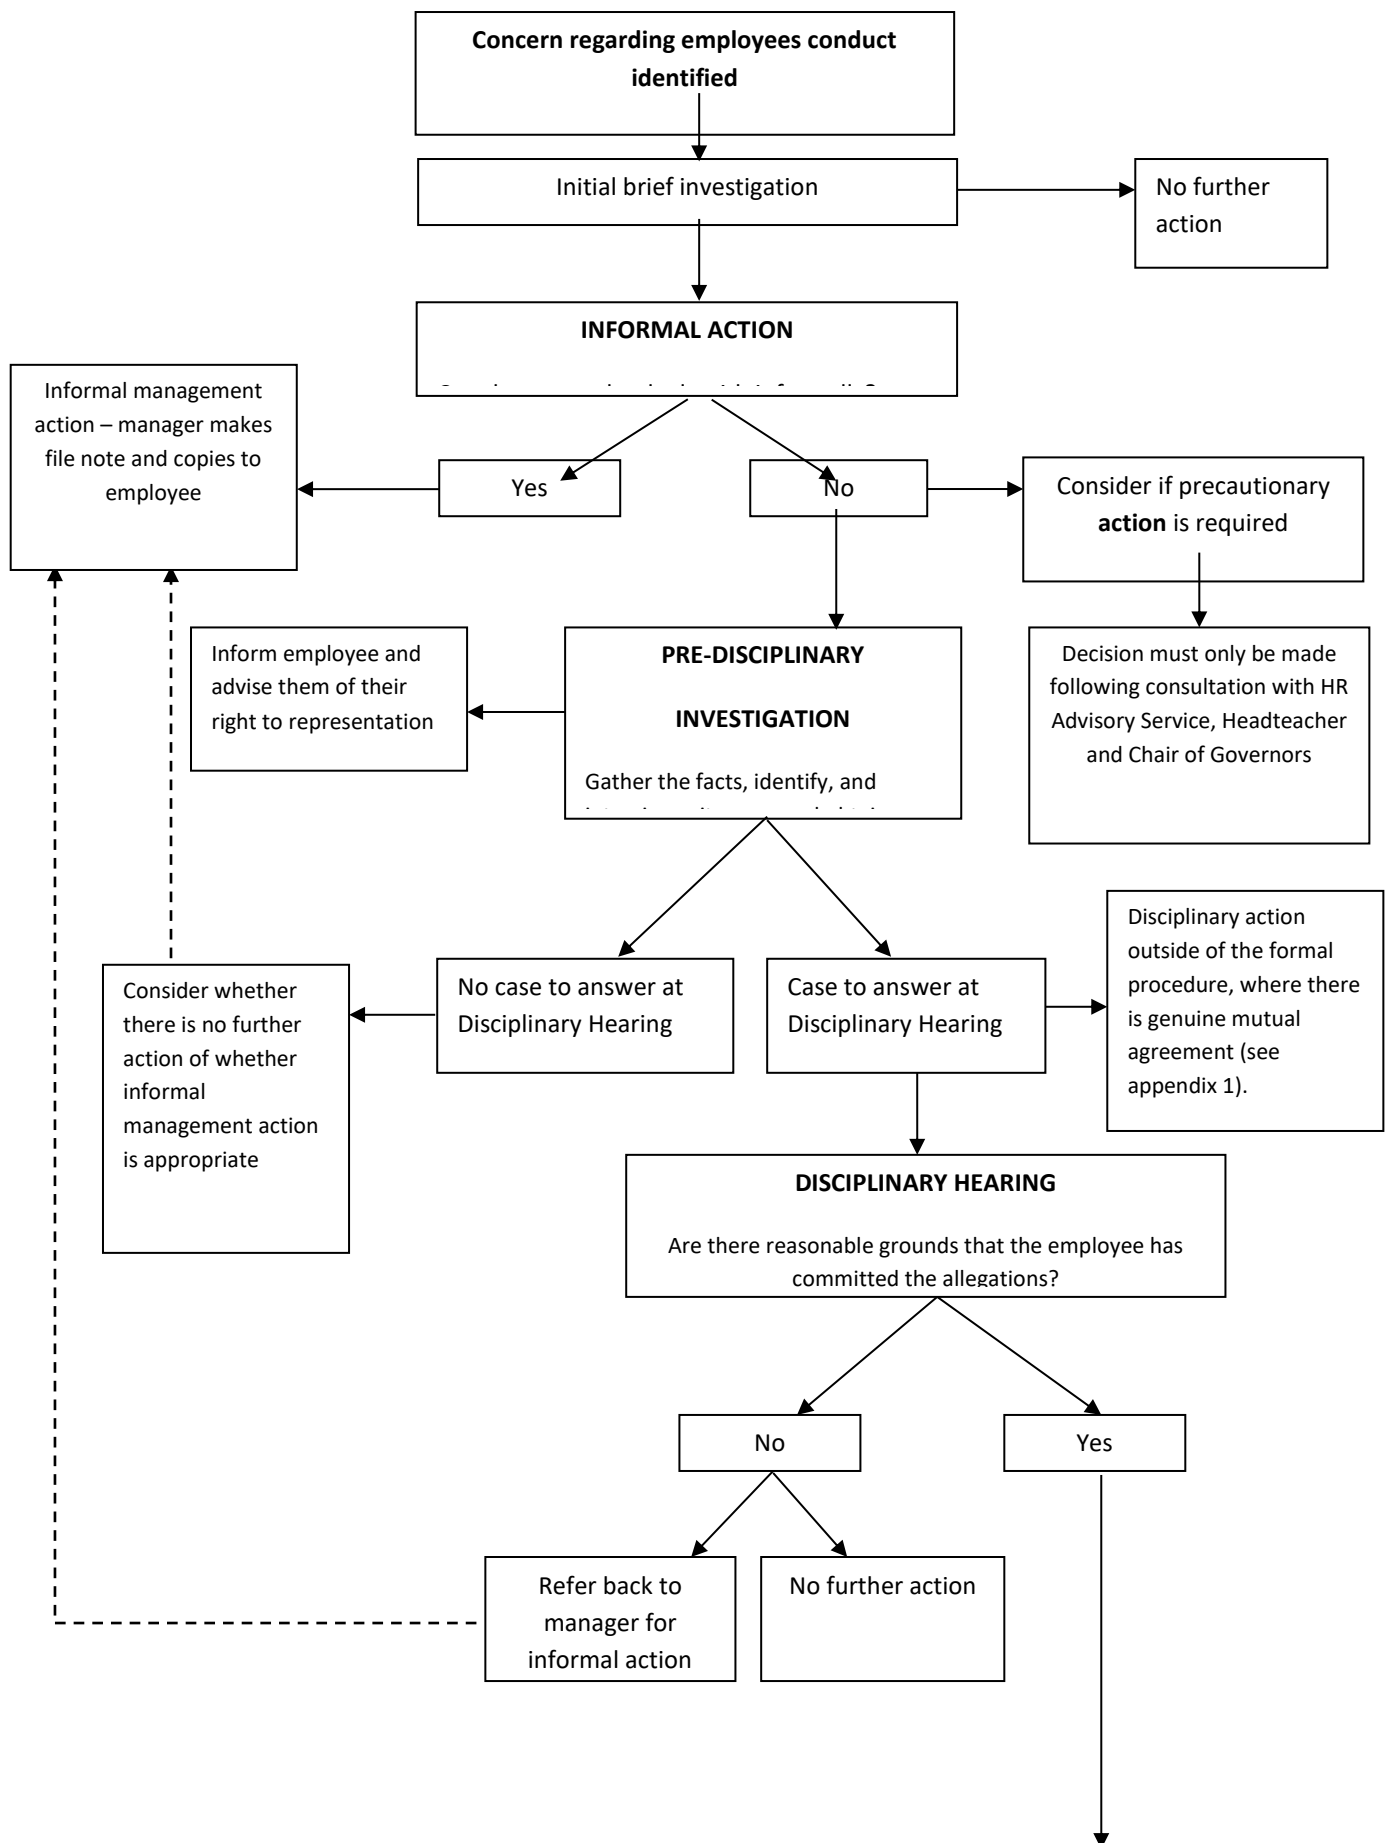 Concern regarding employees conduct
identified
Initial brief investigation
No further
action
INFORMAL ACTION
Informal management
action – manager makes
file note and copies to
employee
Yes
No
Consider if precautionary
action is required
Inform employee and
advise them of their
right to representation
PRE-DISCIPLINARY
INVESTIGATION
Gather the facts, identify, and
Decision must only be made
following consultation with HR
Advisory Service, Headteacher
and Chair of Governors
Consider whether
there is no further
action of whether
informal
management action
is appropriate
No case to answer at
Disciplinary Hearing
Case to answer at
Disciplinary Hearing
Disciplinary action
outside of the formal
procedure, where there
is genuine mutual
agreement (see
appendix 1).
DISCIPLINARY HEARING
Are there reasonable grounds that the employee has
committed the allegations?
No
Yes
Refer back to
manager for
informal action
No further action